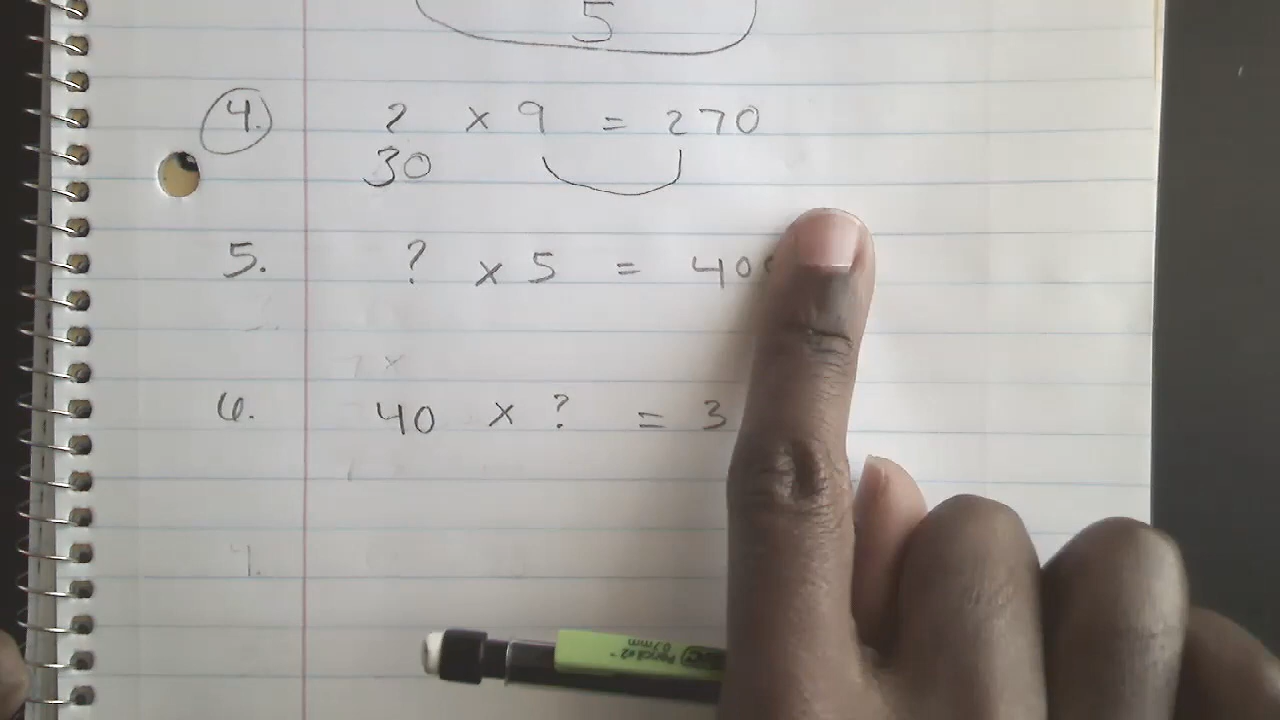 5
4. ? x 9 = 270
30
5. ? x 5 = 40
6. 40 x ? = 3